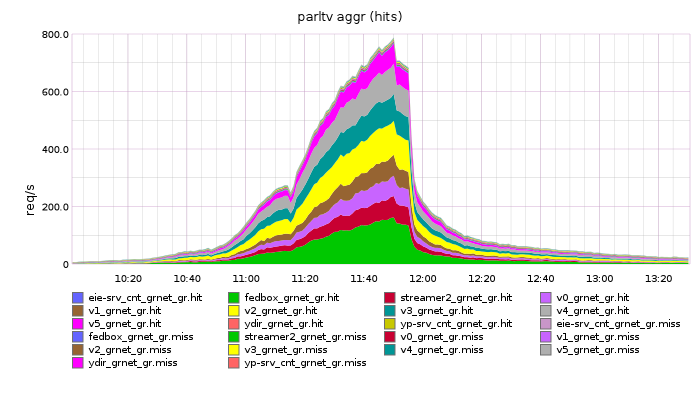 parltv aggr (hits)
800.0
600.0
400.0
200.0
0
req/s
10:20 10:40 11:00 11:20 11:40 12:00 12:20 12:40 13:00 13:20
eie-srv_cnt_grnet_gr.hit fedbox_grnet_gr.hit streamer2_grnet_gr.hit v0_grnet_gr.hit
v1_grnet_gr.hit v2_grnet_gr.hit v3_grnet_gr.hit v4_grnet_gr.hit
v5_grnet_gr.hit ydir_grnet_gr.hit yp-srv_cnt_grnet_gr.hit eie-srv_cnt_grnet_gr.miss
fedbox_grnet_gr.miss streamer2_grnet_gr.miss v0_grnet_gr.miss v1_grnet_gr.miss
v2_grnet_gr.miss v3_grnet_gr.miss v4_grnet_gr.miss v5_grnet_gr.miss
ydir_grnet_gr.miss yp-srv_cnt_grnet_gr.miss